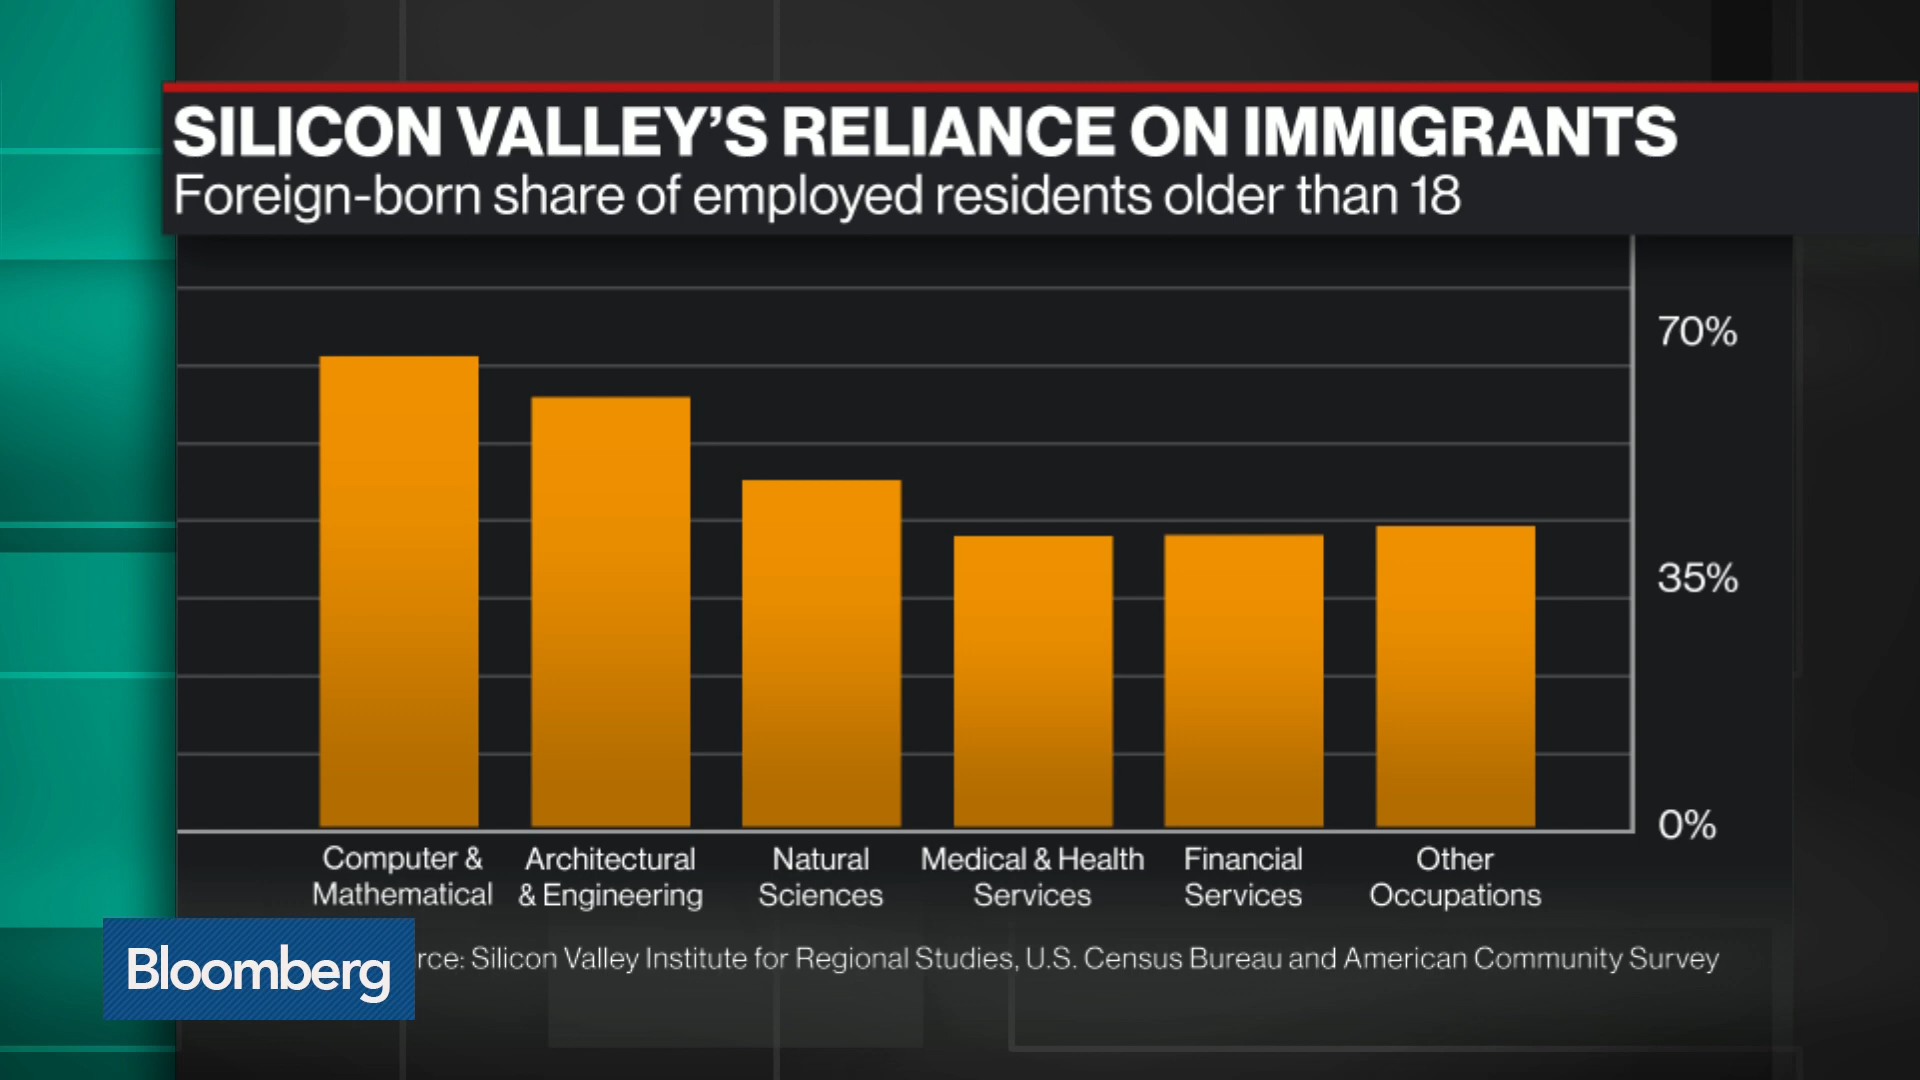 SILICON VALLEY'S RELIANCE ON IMMIGRANTS
Foreign-born share of employed residents older than 18
70%
35%
0%
Computer &
Mathematical
Architectural
& Engineering
Natural
Sciences
Medical & Health
Services
Financial
Services
Other
Occupations
Bloomberg
rce: Silicon Valley Institute for Regional Studies, U.S. Census Bureau and American Community Survey